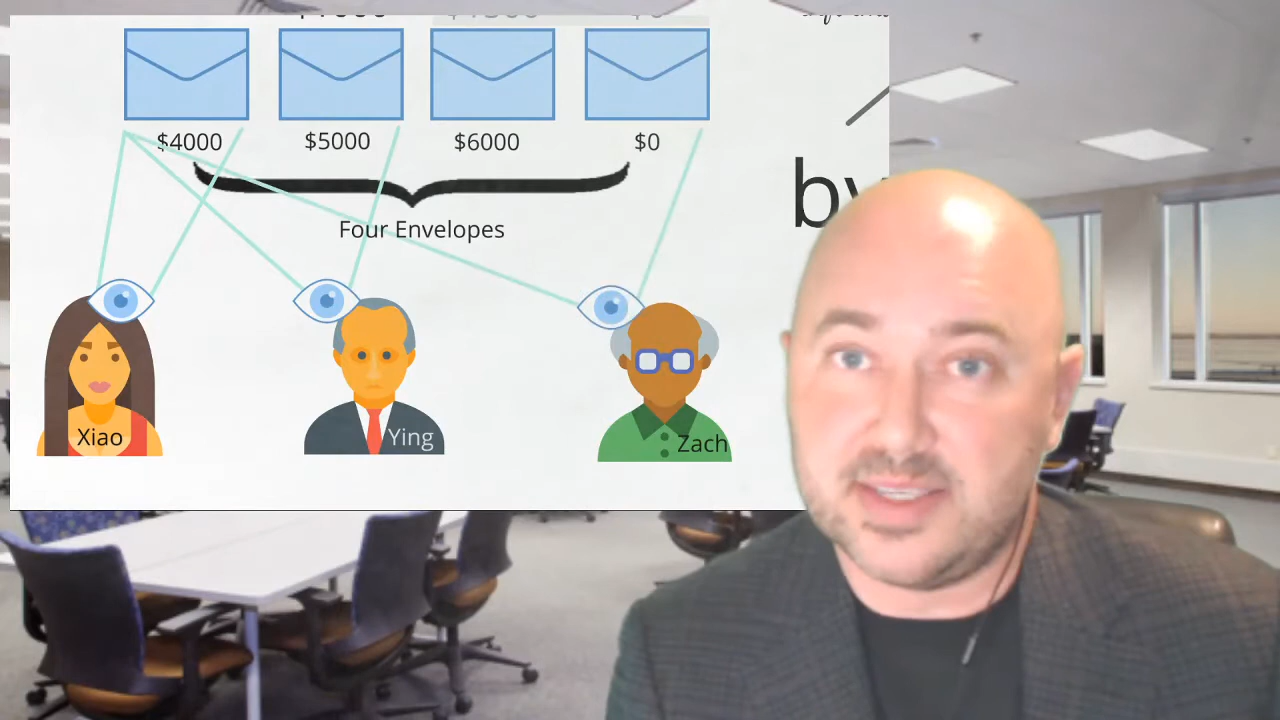 $4000 $5000 $6000 $0
Four Envelopes
by
Xiao Ying Zach